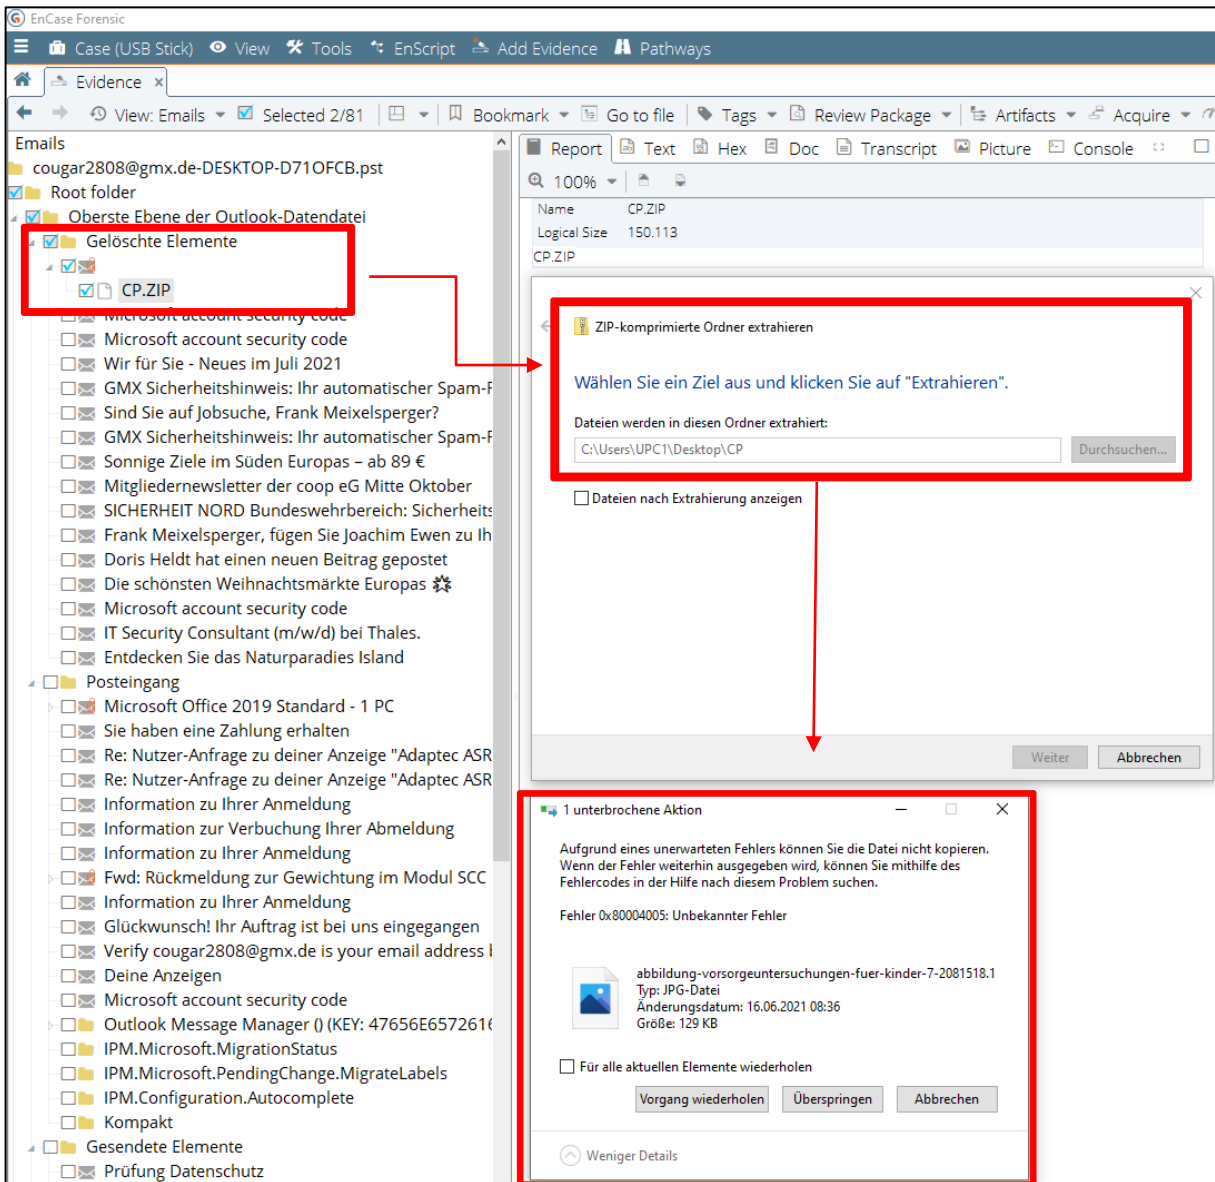 EnCase Forensic
Case (USB Stick) View Tools EnScript Add Evidence Pathways
Evidence x
View: Emails Selected 2/81 Bookmark Go to file Tags Review Package Artifacts Acquire
Emails
cougar2808@gmx.de-DESKTOP-D71OFCB.pst
Root folder
Oberste Ebene der Outlook-Datendatei
Gelöschte Elemente
CP.ZIP
Microsoft account security code
Microsoft account security code
Wir für Sie - Neues im Juli 2021
GMX Sicherheitshinweis: Ihr automatischer Spam-F
Sind Sie auf Jobsuche, Frank Meixelsperger?
GMX Sicherheitshinweis: Ihr automatischer Spam-F
Sonnige Ziele im Süden Europas – ab 89 €
Mitgliedernewsletter der coop eG Mitte Oktober
SICHERHEIT NORD Bundeswehrbereich: Sicherheits
Frank Meixelsperger, fügen Sie Joachim Ewen zu Ih
Doris Heldt hat einen neuen Beitrag gepostet
Die schönsten Weihnachtsmärkte Europas
Microsoft account security code
IT Security Consultant (m/w/d) bei Thales.
Entdecken Sie das Naturparadies Island
Posteingang
Microsoft Office 2019 Standard - 1 PC
Sie haben eine Zahlung erhalten
Re: Nutzer-Anfrage zu deiner Anzeige "Adaptec ASR
Re: Nutzer-Anfrage zu deiner Anzeige "Adaptec ASR
Information zu Ihrer Anmeldung
Information zur Verbuchung Ihrer Abmeldung
Information zu Ihrer Anmeldung
Fwd: Rückmeldung zur Gewichtung im Modul SCC
Information zu Ihrer Anmeldung
Glückwunsch! Ihr Auftrag ist bei uns eingegangen
Verify cougar2808@gmx.de is your email address
Deine Anzeigen
Microsoft account security code
Outlook Message Manager () (KEY: 47656E6572616
IPM.Microsoft.MigrationStatus
IPM.Microsoft.PendingChange.MigrateLabels
IPM.Configuration.Autocomplete
Kompakt
Gesendete Elemente
Prüfung Datenschutz
Report Text Hex Doc Transcript Picture Console
100%
Name CP.ZIP
Logical Size 150.113
CP.ZIP
ZIP-komprimierte Ordner extrahieren
Wählen Sie ein Ziel aus und klicken Sie auf "Extrahieren".
Dateien werden in diesen Ordner extrahiert:
C:\Users\UPC1\Desktop\CP
Durchsuchen...
Dateien nach Extrahierung anzeigen
Weiter Abbrechen
1 unterbrochene Aktion
Aufgrund eines unerwarteten Fehlers können Sie die Datei nicht kopieren.
Wenn der Fehler weiterhin ausgegeben wird, können Sie mithilfe des
Fehlercodes in der Hilfe nach diesem Problem suchen.
Fehler 0x80004005: Unbekannter Fehler
abbildung-vorsorgeuntersuchungen-fuer-kinder-7-2081518.1
Typ: JPG-Datei
Änderungsdatum: 16.06.2021 08:36
Größe: 129 KB
Für alle aktuellen Elemente wiederholen
Vorgang wiederholen Überspringen Abbrechen
Weniger Details